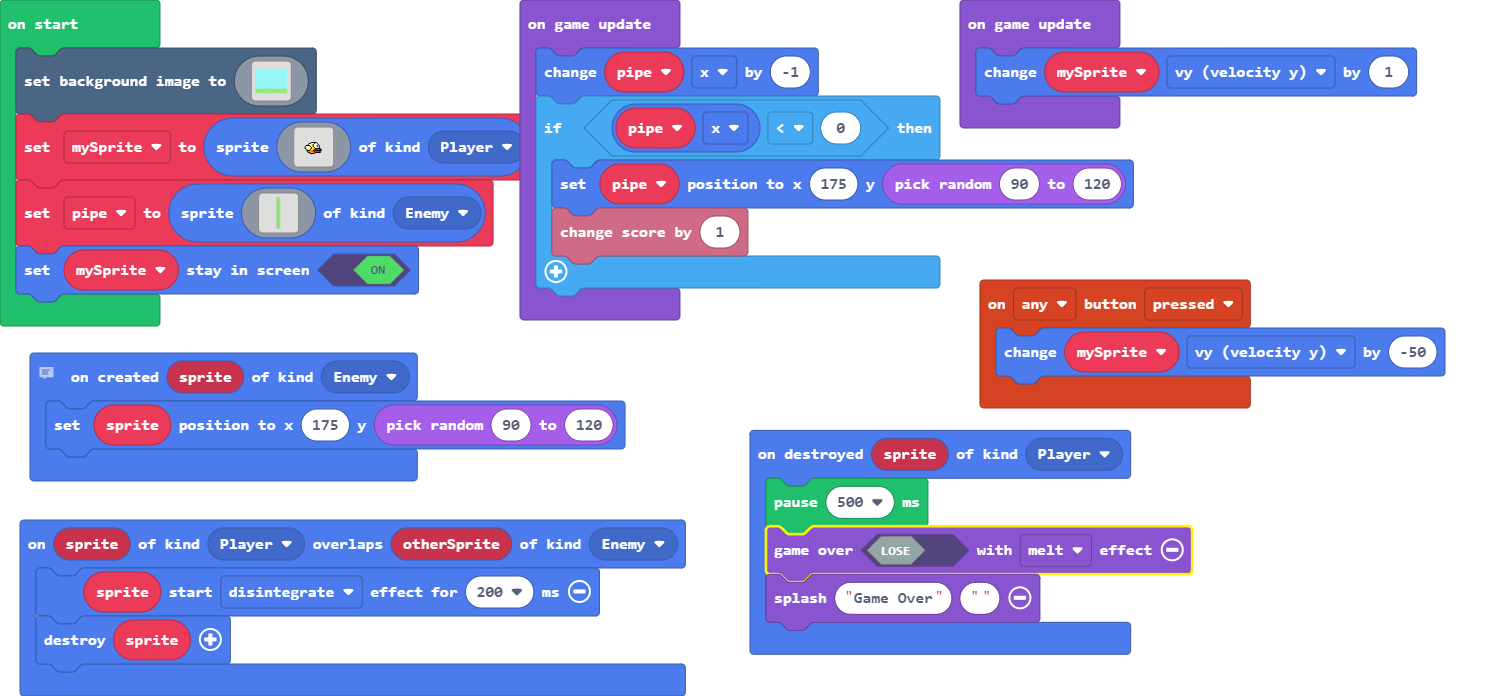 on start
set background image to
set mySprite to sprite of kind Player
set pipe to sprite of kind Enemy
set mySprite stay in screen ON
on game update
change pipe x by -1
if pipe x < 0 then
set pipe position to x 175 y pick random 90 to 120
change score by 1
on game update
change mySprite vy (velocity y) by 1
on any button pressed
change mySprite vy (velocity y) by -50
on created sprite of kind Enemy
set sprite position to x 175 y pick random 90 to 120
on destroyed sprite of kind Player
pause 500 ms
game over LOSE with melt effect
splash "Game Over" " "
on sprite of kind Player overlaps otherSprite of kind Enemy
sprite start disintegrate effect for 200 ms
destroy sprite